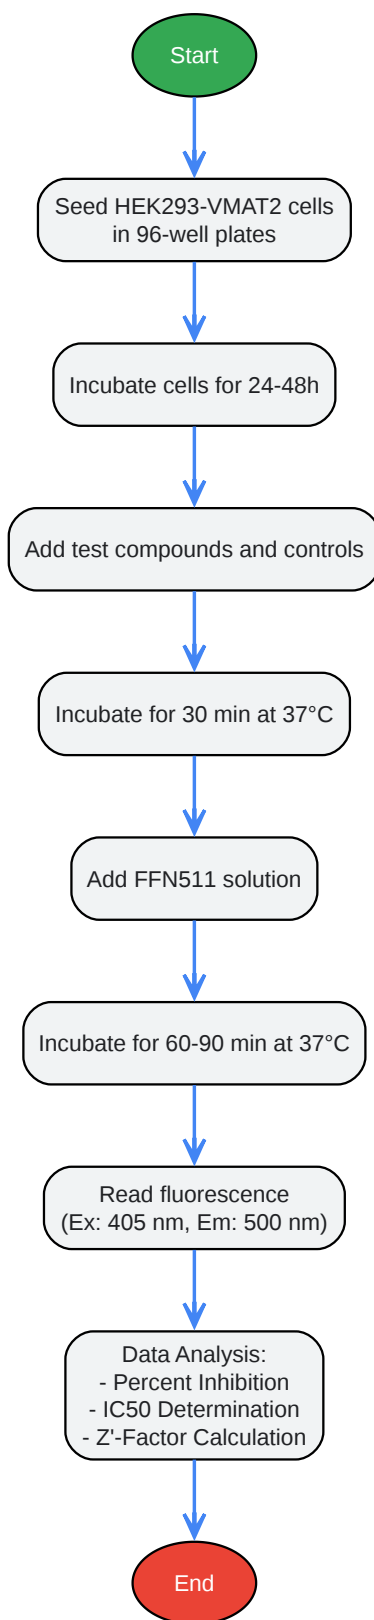 Start
Seed HEK293-VMAT2 cells
in 96-well plates
Incubate cells for 24-48h
Add test compounds and controls
Incubate for 30 min at 37°C
Add FFN511 solution
Incubate for 60-90 min at 37°C
Read fluorescence
(Ex: 405 nm, Em: 500 nm)
Data Analysis:
- Percent Inhibition
- IC50 Determination
- Z'-Factor Calculation
End